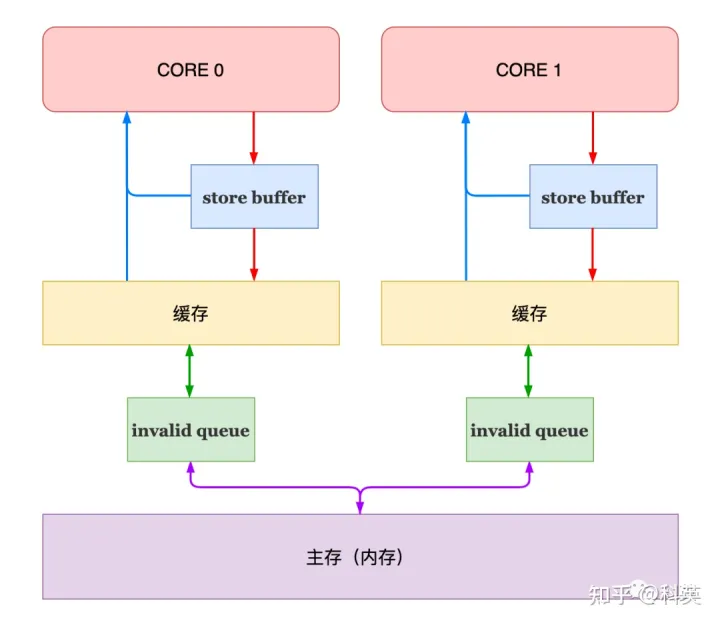 CORE 0
CORE 1
store buffer
store buffer
缓存
缓存
invalid queue
invalid queue
主存（内存）
知乎 @科英